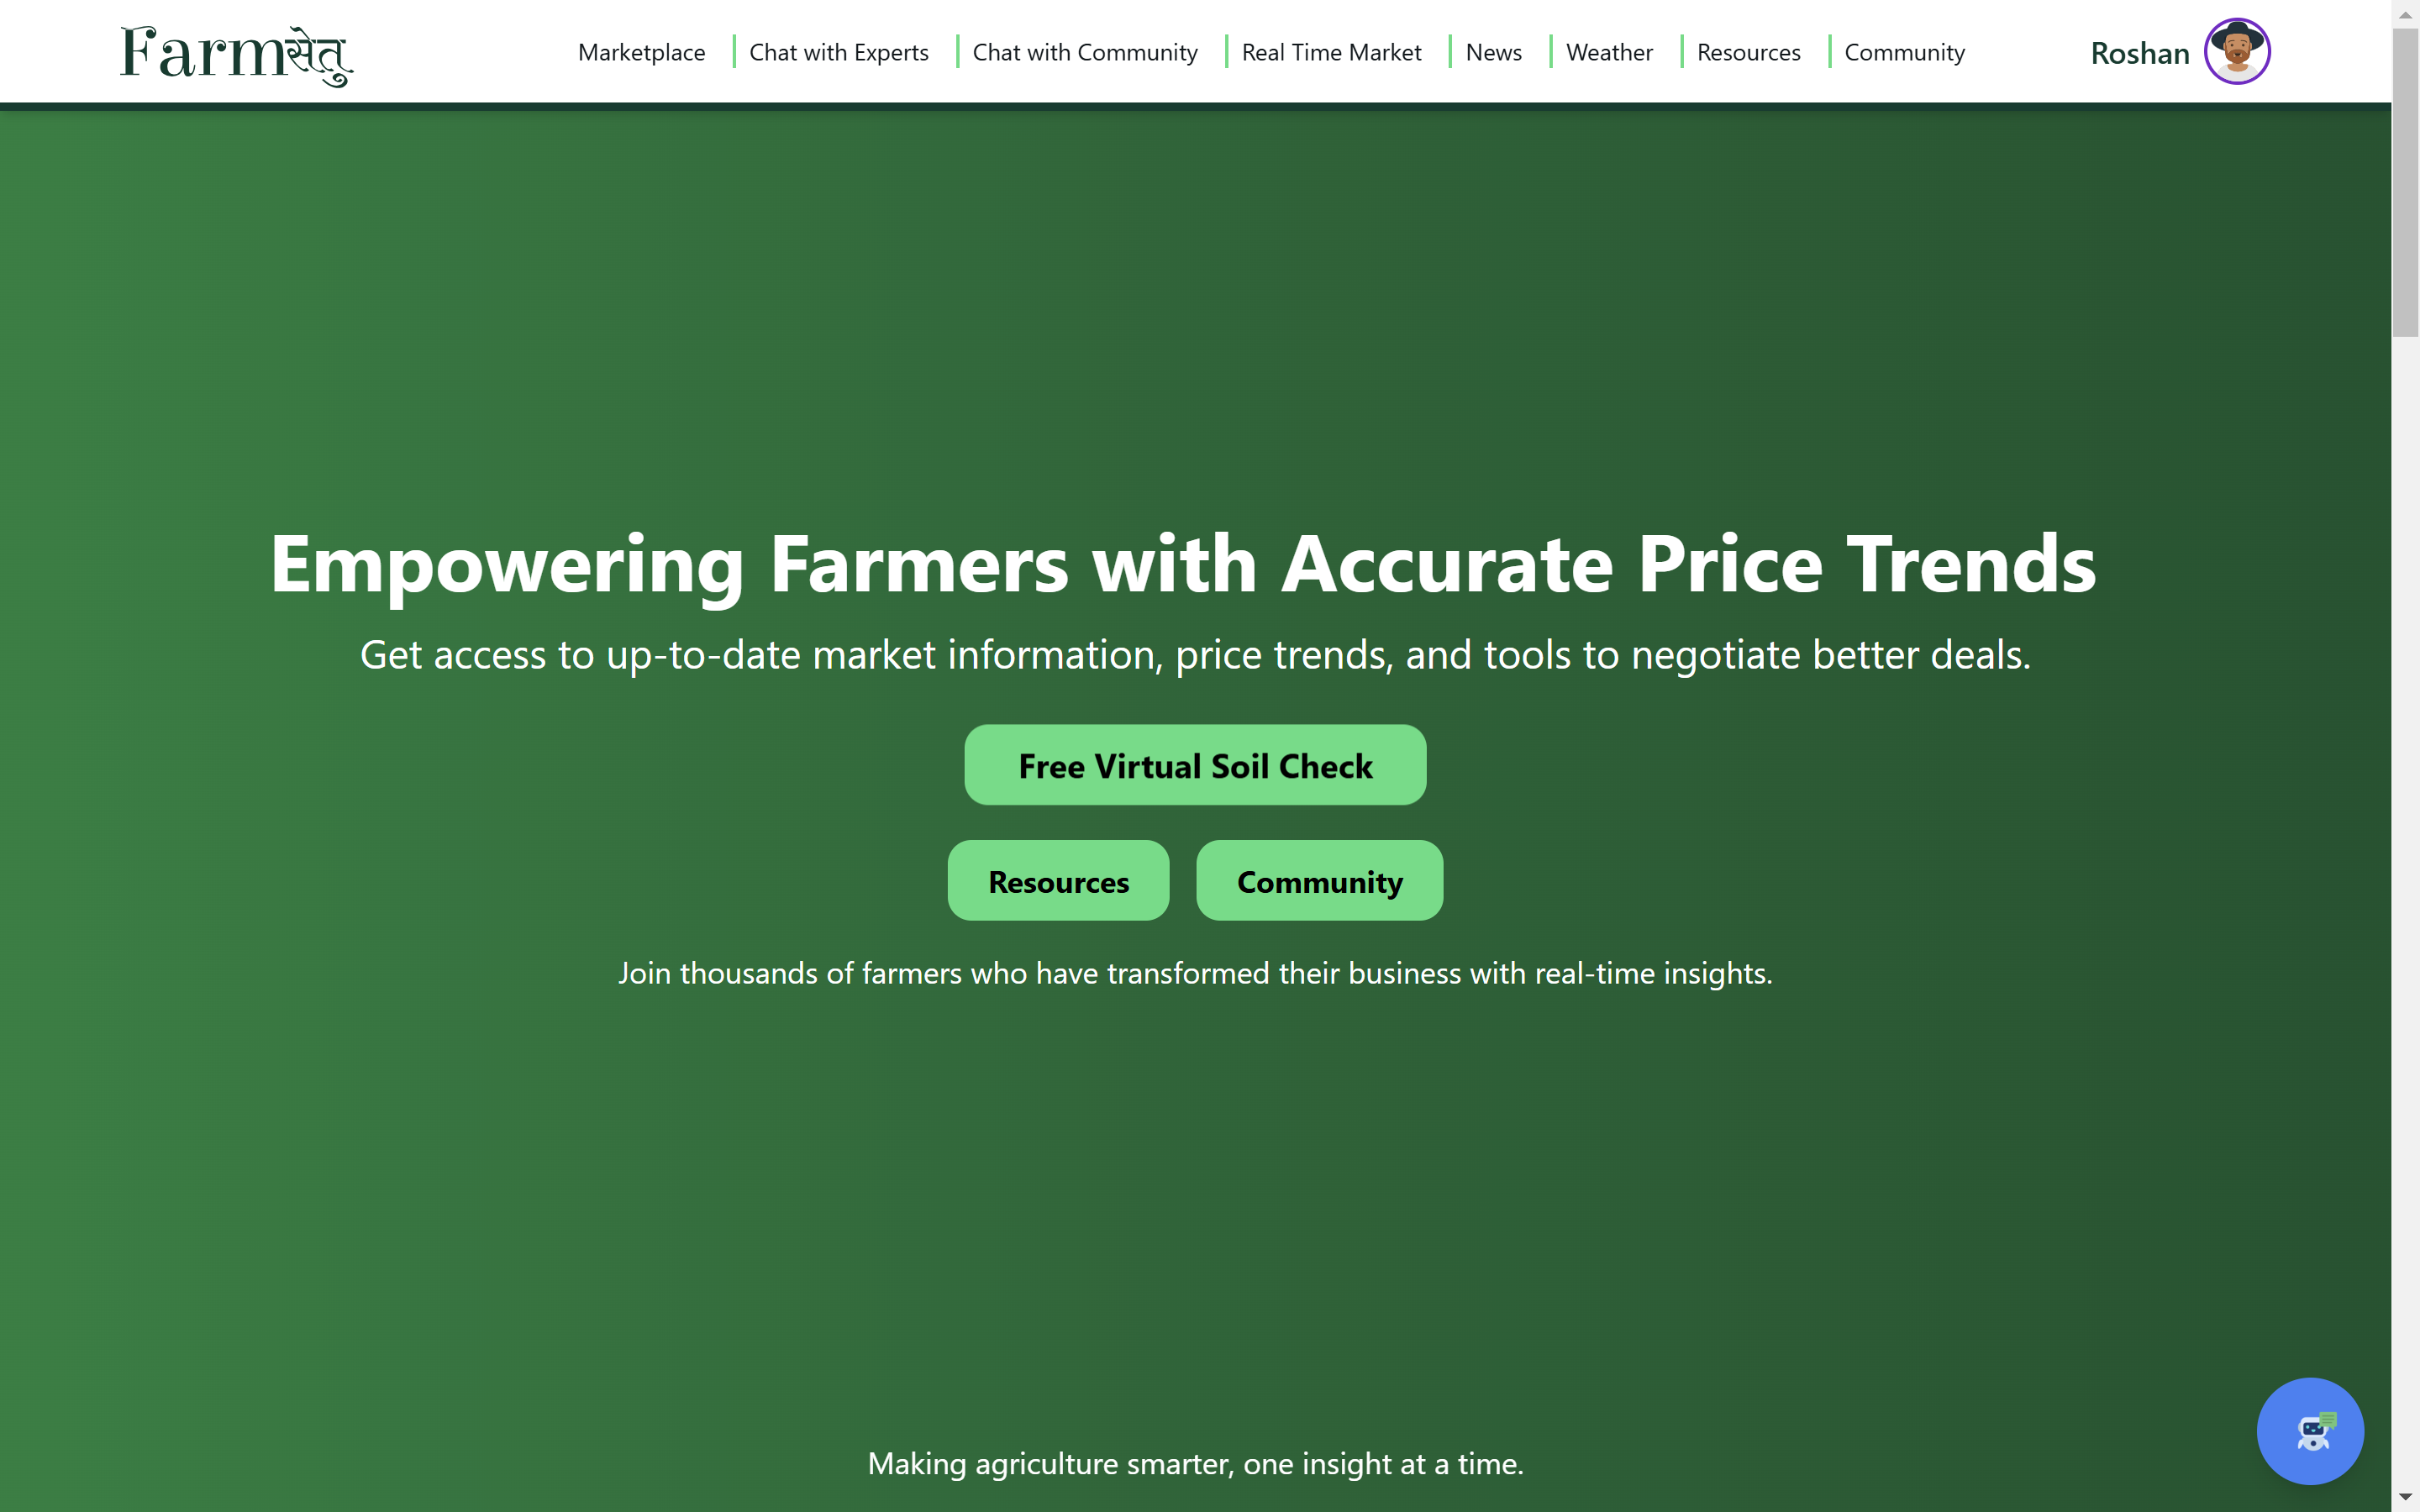 Farmसेतु
Marketplace Chat with Experts Chat with Community Real Time Market News Weather Resources Community Roshan
Empowering Farmers with Accurate Price Trends
Get access to up-to-date market information, price trends, and tools to negotiate better deals.
Free Virtual Soil Check
Resources Community
Join thousands of farmers who have transformed their business with real-time insights.
Making agriculture smarter, one insight at a time.